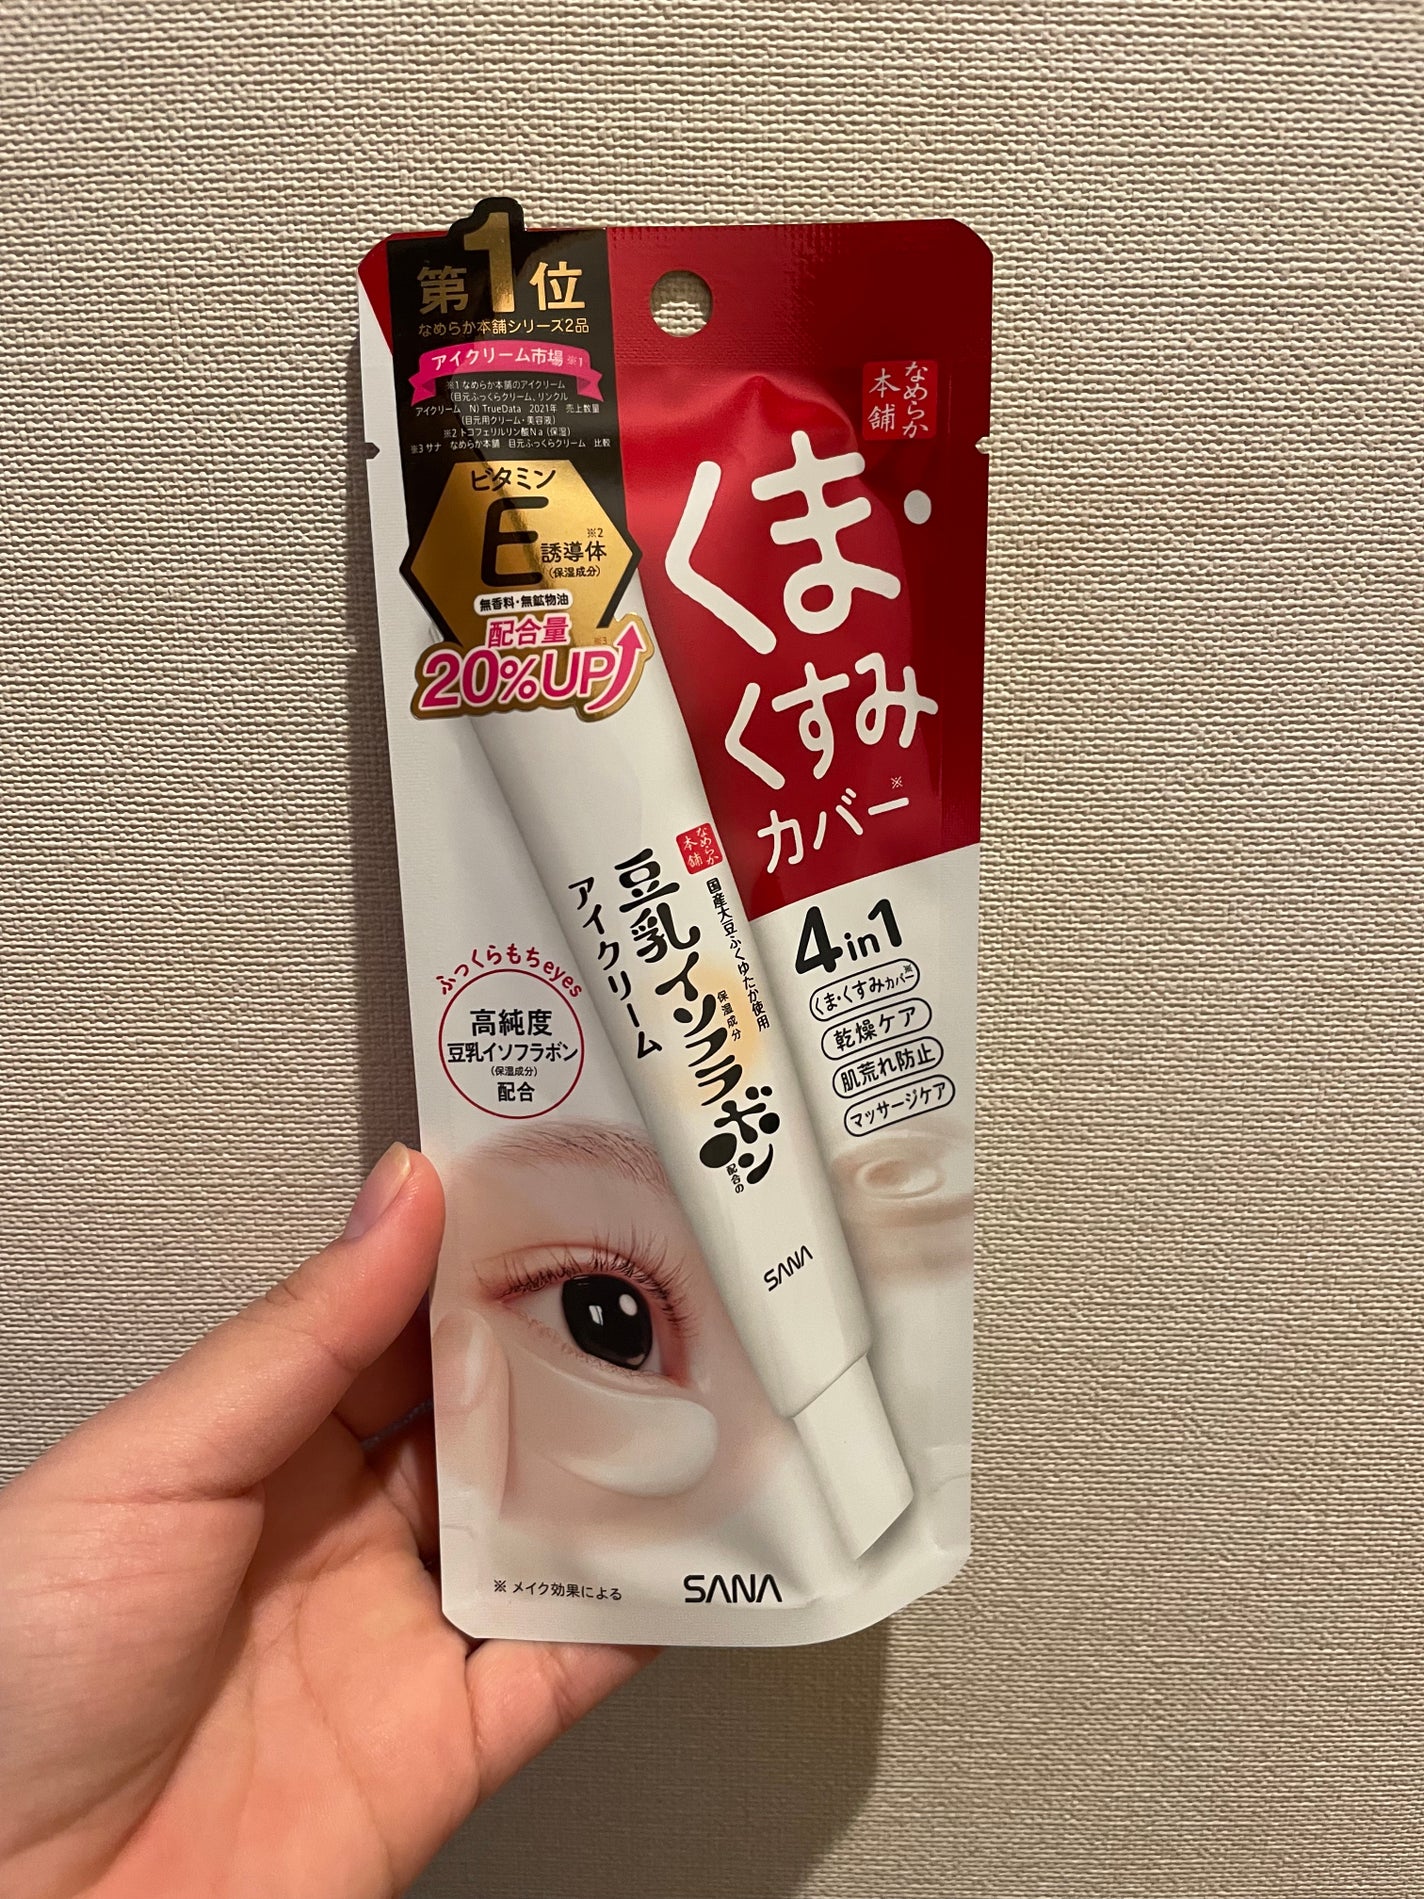 第1位
なめらか本舗シリーズ2品
アイクリーム市場※1
※1 なめらか本舗のアイクリーム
(目元ふっくらクリーム、リンクル
アイクリーム N) TrueData 2021年 売上数量
(目元用クリーム・美容液)
※2 トコフェリルリン酸Na(保湿)
※3 サナ なめらか本舗 目元ふっくらクリーム 比較
ビタミン
E誘導体※2
(保湿成分)
無香料・無鉱物油
配合量※3
20%UP
なめらか
本舗
くま・
くすみ
カバー※
4in1
くま・くすみカバー※
乾燥ケア
肌荒れ防止
マッサージケア
なめらか
本舗
国産大豆ふくゆたか使用
豆乳イソフラボン
保湿成分
配合の
アイクリーム
SANA
ふっくらもちeyes
高純度
豆乳イソフラボン
(保湿成分)
配合
※ メイク効果による
SANA